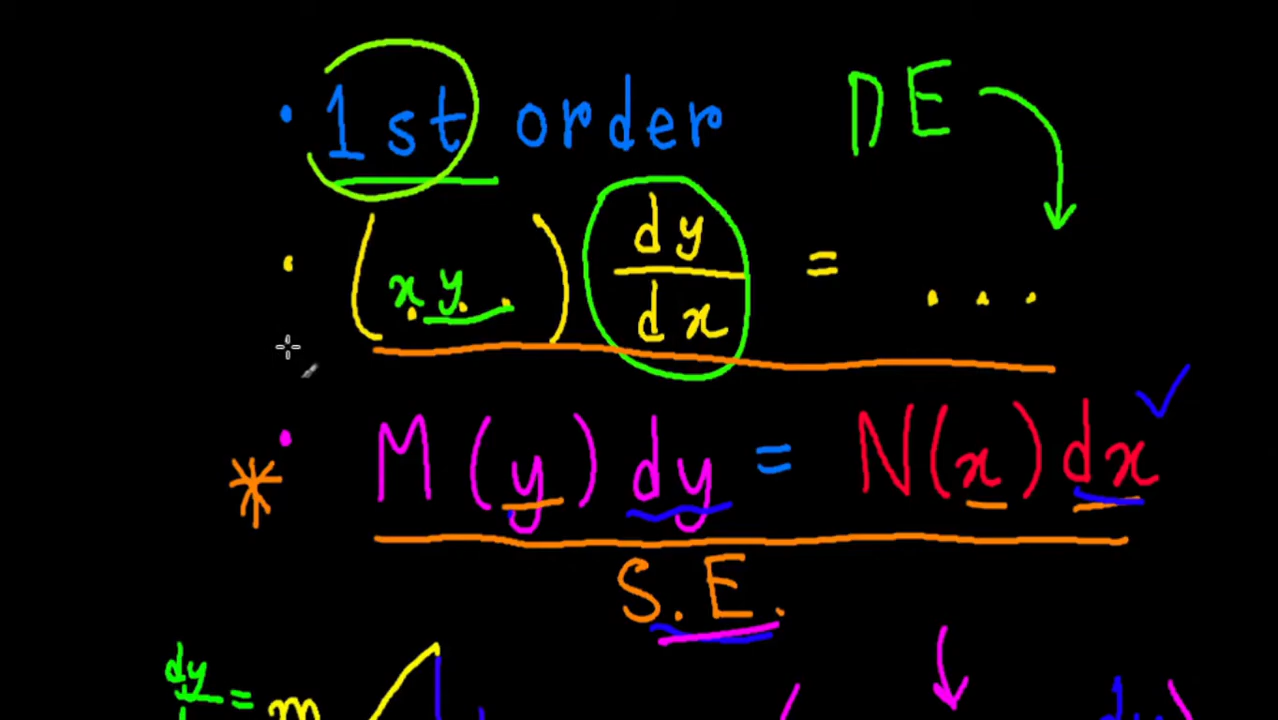 • 1st order DE
• (x y ..) dy/dx = ...
• M(y) dy = N(x) dx ✓
S.E.
dy
= m